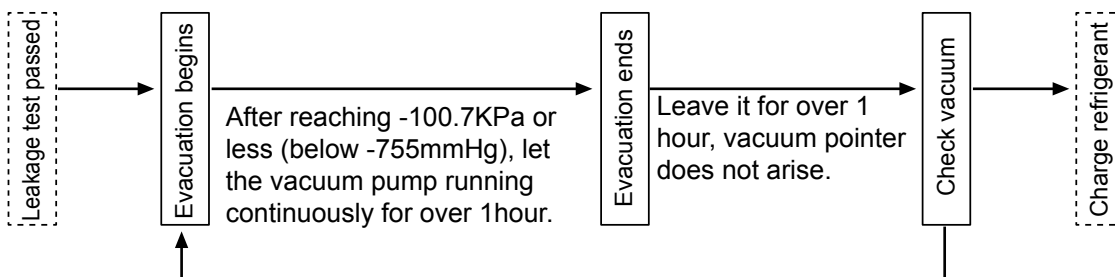 Leakage test passed
Evacuation begins
After reaching -100.7KPa or
less (below -755mmHg), let
the vacuum pump running
continuously for over 1hour.
Evacuation ends
Leave it for over 1
hour, vacuum pointer
does not arise.
Check vacuum
Charge refrigerant